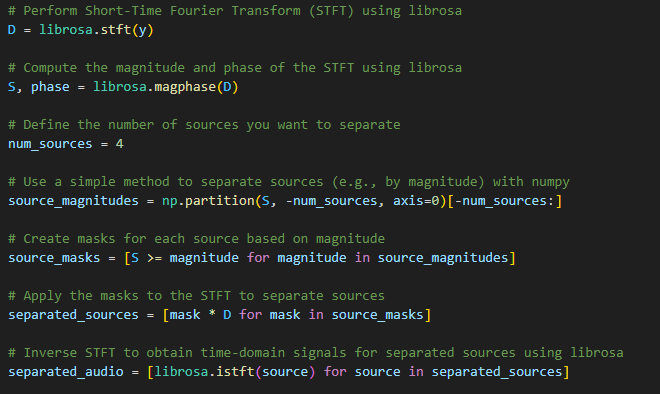 # Perform Short-Time Fourier Transform (STFT) using librosa
D = librosa.stft(y)
# Compute the magnitude and phase of the STFT using librosa
S, phase = librosa.magphase(D)
# Define the number of sources you want to separate
num_sources = 4
# Use a simple method to separate sources (e.g., by magnitude) with numpy
source_magnitudes = np.partition(S, -num_sources, axis=0)[-num_sources:]
# Create masks for each source based on magnitude
source_masks = [S >= magnitude for magnitude in source_magnitudes]
# Apply the masks to the STFT to separate sources
separated_sources = [mask * D for mask in source_masks]
# Inverse STFT to obtain time-domain signals for separated sources using librosa
separated_audio = [librosa.istft(source) for source in separated_sources]